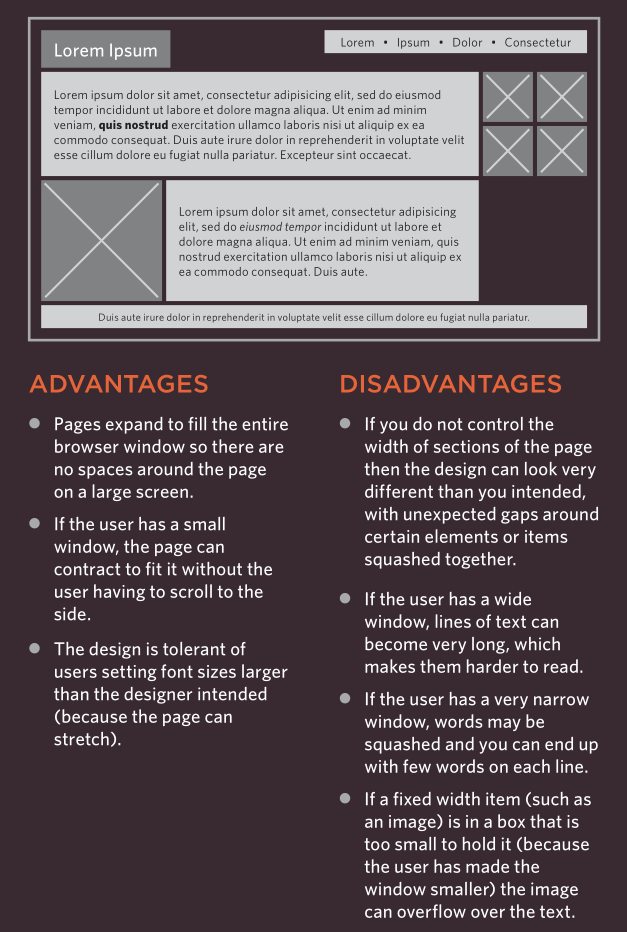 Lorem Ipsum
Lorem • Ipsum • Dolor • Consectetur
Lorem ipsum dolor sit amet, consectetur adipisicing elit, sed do eiusmod
tempor incididunt ut labore et dolore magna aliqua. Ut enim ad minim
veniam, quis nostrud exercitation ullamco laboris nisi ut aliquip ex ea
commodo consequat. Duis aute irure dolor in reprehenderit in voluptate velit
esse cillum dolore eu fugiat nulla pariatur. Excepteur sint occaecat.
Lorem ipsum dolor sit amet, consectetur adipisicing
elit, sed do eiusmod tempor incididunt ut labore et
dolore magna aliqua. Ut enim ad minim veniam, quis
nostrud exercitation ullamco laboris nisi ut aliquip ex
ea commodo consequat. Duis aute.
Duis aute irure dolor in reprehenderit in voluptate velit esse cillum dolore eu fugiat nulla pariatur.
ADVANTAGES
• Pages expand to fill the entire
browser window so there are
no spaces around the page
on a large screen.
• If the user has a small
window, the page can
contract to fit it without the
user having to scroll to the
side.
• The design is tolerant of
users setting font sizes larger
than the designer intended
(because the page can
stretch).
DISADVANTAGES
• If you do not control the
width of sections of the page
then the design can look very
different than you intended,
with unexpected gaps around
certain elements or items
squashed together.
• If the user has a wide
window, lines of text can
become very long, which
makes them harder to read.
• If the user has a very narrow
window, words may be
squashed and you can end up
with few words on each line.
• If a fixed width item (such as
an image) is in a box that is
too small to hold it (because
the user has made the
window smaller) the image
can overflow over the text.